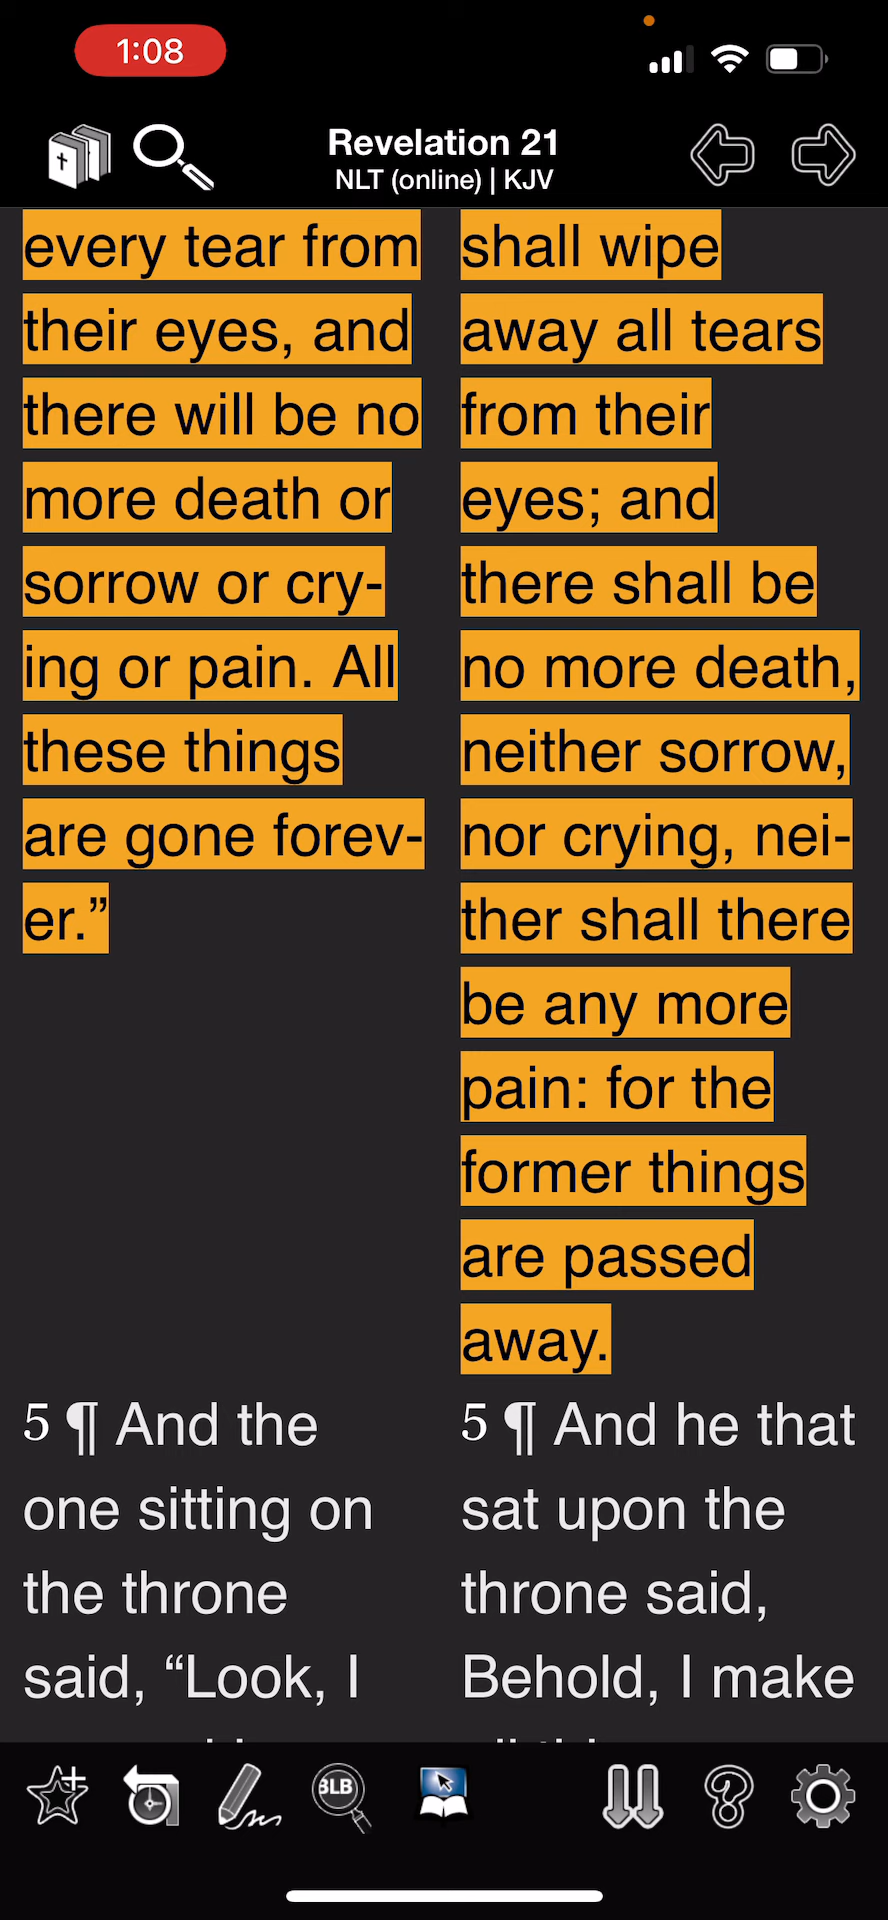 1:08
Revelation 21
NLT (online) | KJV
every tear from
their eyes, and
there will be no
more death or
sorrow or cry-
ing or pain. All
these things
are gone forev-
er.”
shall wipe
away all tears
from their
eyes; and
there shall be
no more death,
neither sorrow,
nor crying, nei-
ther shall there
be any more
pain: for the
former things
are passed
away.
5 ¶ And the
one sitting on
the throne
said, “Look, I
5 ¶ And he that
sat upon the
throne said,
Behold, I make
BLB